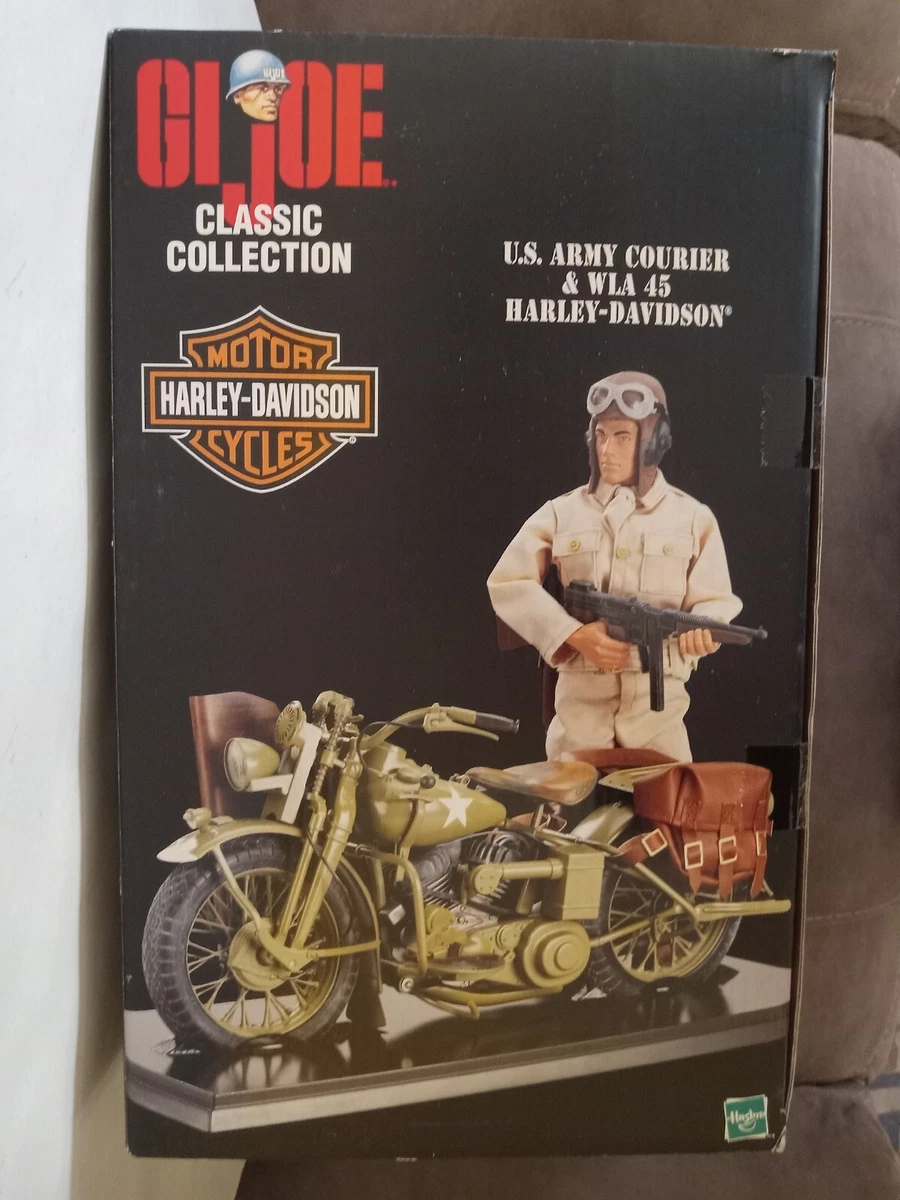 GI JOE®
CLASSIC
COLLECTION
U.S. ARMY COURIER
& WLA 45
HARLEY-DAVIDSON®
MOTOR
HARLEY-DAVIDSON
CYCLES®
Hasbro